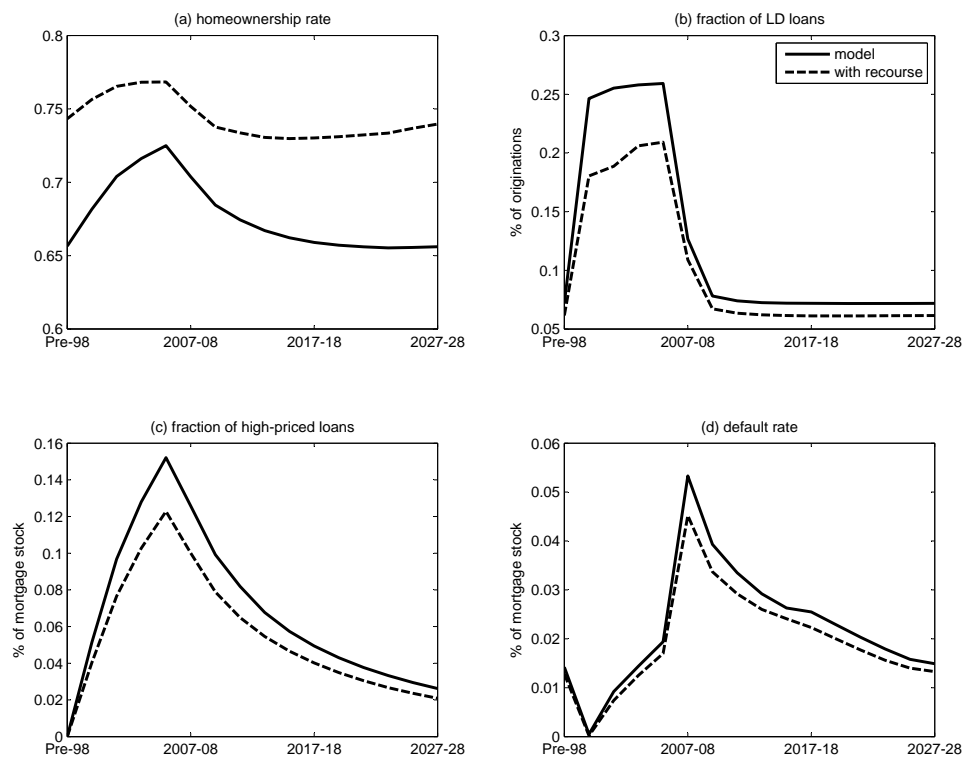 (a) homeownership rate
0.8
0.75
0.7
0.65
0.6
Pre-98 2007-08 2017-18 2027-28
(b) fraction of LD loans
% of originations
0.3
0.25
0.2
0.15
0.1
0.05
Pre-98 2007-08 2017-18 2027-28
model
with recourse
(c) fraction of high-priced loans
% of mortgage stock
0.16
0.14
0.12
0.1
0.08
0.06
0.04
0.02
0
Pre-98 2007-08 2017-18 2027-28
(d) default rate
% of mortgage stock
0.06
0.05
0.04
0.03
0.02
0.01
0
Pre-98 2007-08 2017-18 2027-28